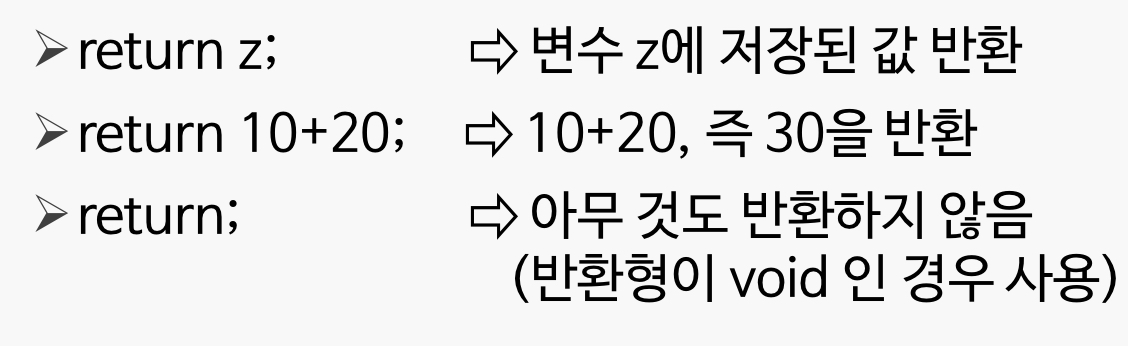 ➢ return z; ⇨ 변수 z에 저장된 값 반환
➢ return 10+20; ⇨ 10+20, 즉 30을 반환
➢ return; ⇨ 아무 것도 반환하지 않음
(반환형이 void 인 경우 사용)